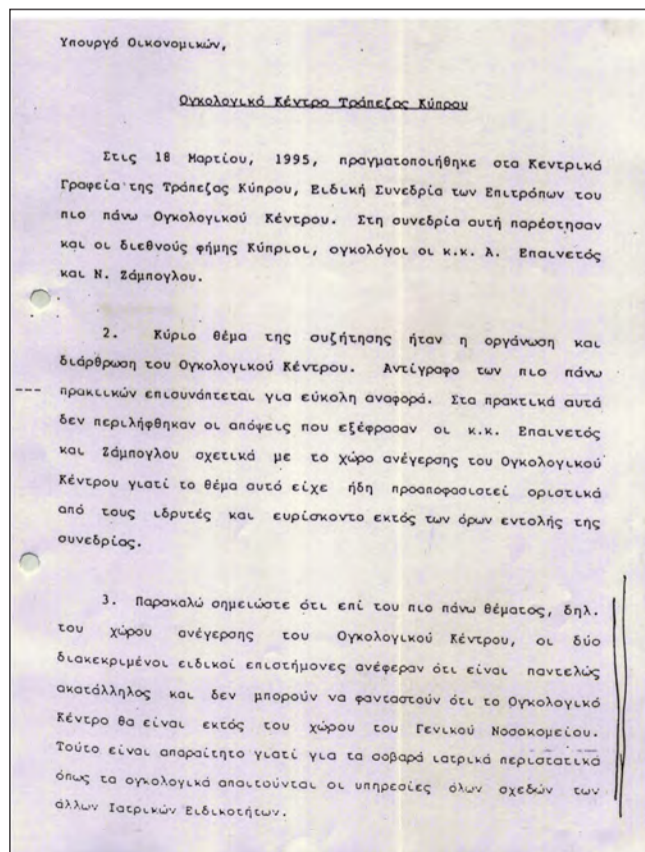 Υπουργό Οικονομικών,
Ογκολογικό Κέντρο Τράπεζας Κύπρου
Στις 18 Μαρτίου, 1995, πραγματοποιήθηκε στα Κεντρικά
Γραφεία της Τράπεζας Κύπρου, Ειδική Συνεδρία των Επιτρόπων του
πιο πάνω Ογκολογικού Κέντρου. Στη συνεδρία αυτή παρέστησαν
και οι διεθνούς φήμης Κύπριοι, ογκολόγοι οι κ.κ. Α. Επαινετός
και Ν. Ζάμπογλου.
2. Κύριο θέμα της συζήτησης ήταν η οργάνωση και
διάρθρωση του Ογκολογικού Κέντρου. Αντίγραφο των πιο πάνω
πρακτικών επισυνάπτεται για εύκολη αναφορά. Στα πρακτικά αυτά
δεν περιλήφθηκαν οι απόψεις που εξέφρασαν οι κ.κ. Επαινετός
και Ζάμπογλου σχετικά με το χώρο ανέγερσης του Ογκολογικού
Κέντρου γιατί το θέμα αυτό είχε ήδη προαποφασιστεί οριστικά
από τους ιδρυτές και ευρίσκοντο εκτός των όρων εντολής της
συνεδρίας.
3. Παρακαλώ σημειώστε ότι επί του πιο πάνω θέματος, δηλ.
του χώρου ανέγερσης του Ογκολογικού Κέντρου, οι δύο
διακεκριμένοι ειδικοί επιστήμονες ανέφεραν ότι είναι παντελώς
ακατάλληλος και δεν μπορούν να φανταστούν ότι το Ογκολογικό
Κέντρο θα είναι εκτός του χώρου του Γενικού Νοσοκομείου.
Τούτο είναι απαραίτητο γιατί για τα σοβαρά ιατρικά περιστατικά
όπως τα ογκολογικά απαιτούνται οι υπηρεσίες όλων σχεδών των
άλλων Ιατρικών Ειδικοτήτων.